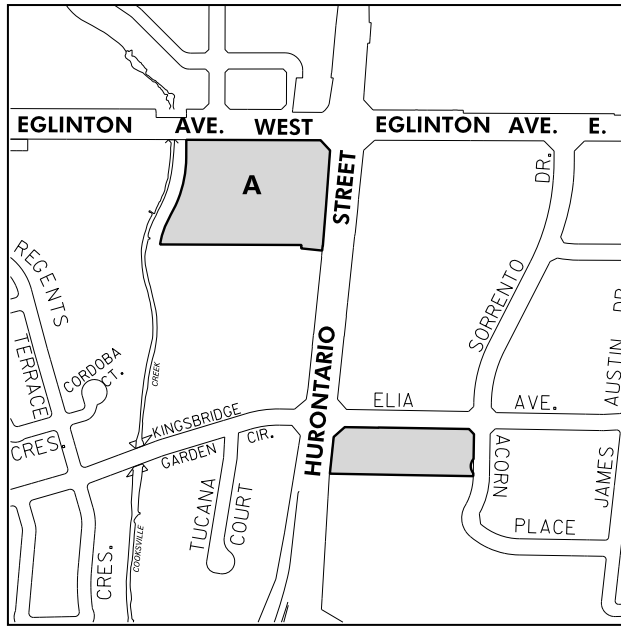 EGLINTON AVE. WEST
EGLINTON AVE. E.
A
HURONTARIO STREET
SORRENTO DR.
AUSTIN DR
REGENTS TERRACE
CORDOBA CT.
CREEK
ELIA AVE.
KINGSBRIDGE
GARDEN CIR.
CRES.
TUCANA COURT
ACORN
PLACE
JAMES
COOKSVILLE
CRES.